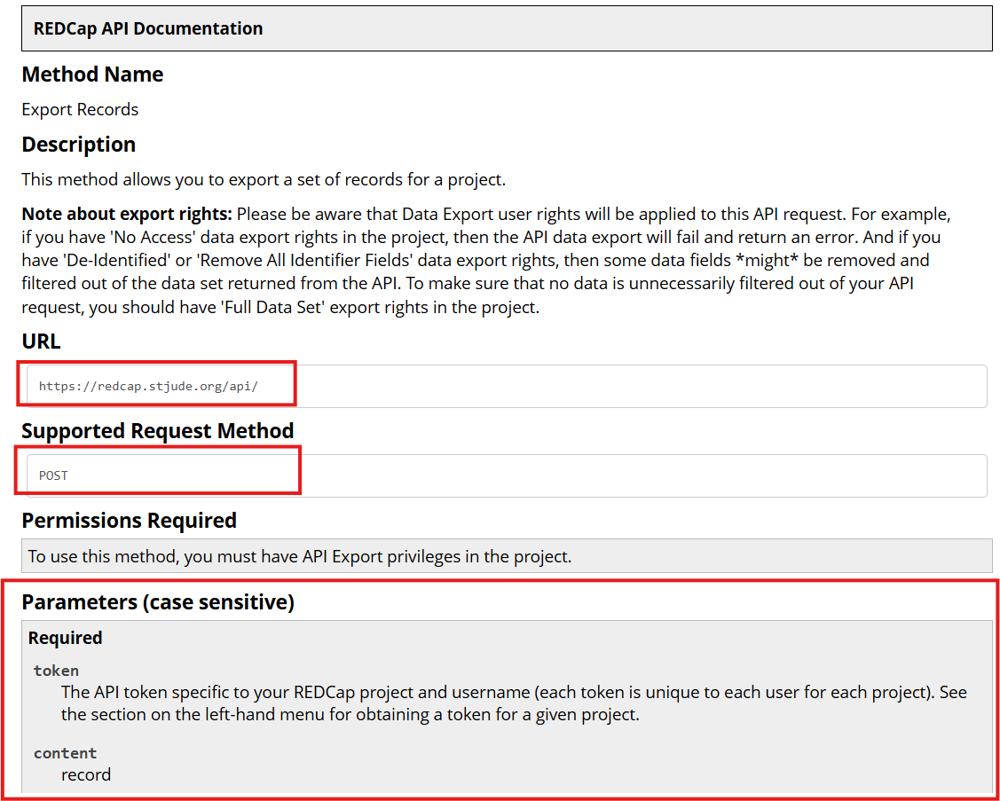 REDCap API Documentation
Method Name
Export Records
Description
This method allows you to export a set of records for a project.
Note about export rights: Please be aware that Data Export user rights will be applied to this API request. For example,
if you have 'No Access' data export rights in the project, then the API data export will fail and return an error. And if you
have 'De-Identified' or 'Remove All Identifier Fields' data export rights, then some data fields *might* be removed and
filtered out of the data set returned from the API. To make sure that no data is unnecessarily filtered out of your API
request, you should have 'Full Data Set' export rights in the project.
URL
https://redcap.stjude.org/api/
Supported Request Method
POST
Permissions Required
To use this method, you must have API Export privileges in the project.
Parameters (case sensitive)
Required
token
The API token specific to your REDCap project and username (each token is unique to each user for each project). See
the section on the left-hand menu for obtaining a token for a given project.
content
record